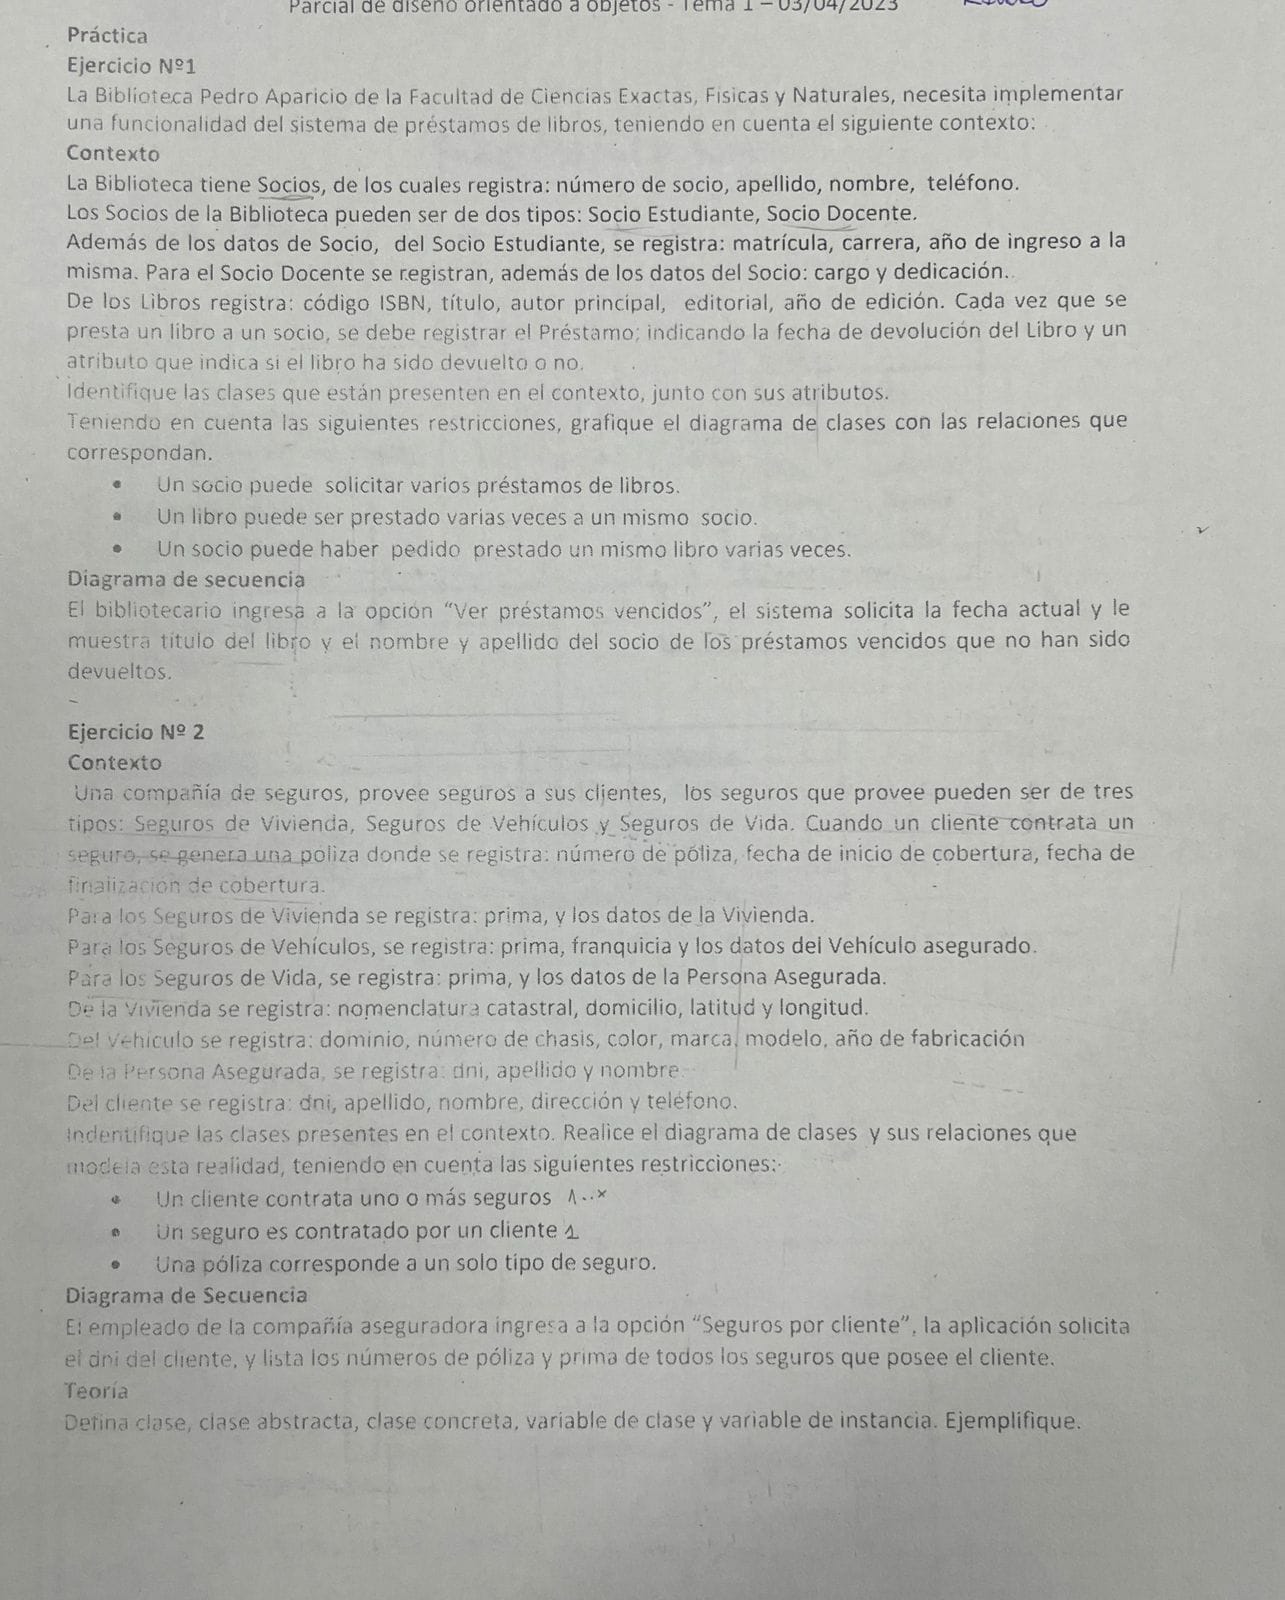 Parcial de diseño orientado a objetos - Tema 1 – 03/04/2023
Práctica
Ejercicio Nº1
La Biblioteca Pedro Aparicio de la Facultad de Ciencias Exactas, Fisicas y Naturales, necesita implementar
una funcionalidad del sistema de préstamos de libros, teniendo en cuenta el siguiente contexto:
Contexto
La Biblioteca tiene Socios, de los cuales registra: número de socio, apellido, nombre, teléfono.
Los Socios de la Biblioteca pueden ser de dos tipos: Socio Estudiante, Socio Docente.
Además de los datos de Socio, del Socio Estudiante, se registra: matrícula, carrera, año de ingreso a la
misma. Para el Socio Docente se registran, además de los datos del Socio: cargo y dedicación.
De los Libros registra: código ISBN, título, autor principal, editorial, año de edición. Cada vez que se
presta un libro a un socio, se debe registrar el Préstamo; indicando la fecha de devolución del Libro y un
atributo que indica si el libro ha sido devuelto o no.
Identifique las clases que están presenten en el contexto, junto con sus atributos.
Teniendo en cuenta las siguientes restricciones, grafique el diagrama de clases con las relaciones que
correspondan.
• Un socio puede solicitar varios préstamos de libros.
• Un libro puede ser prestado varias veces a un mismo socio.
• Un socio puede haber pedido prestado un mismo libro varias veces.
Diagrama de secuencia
El bibliotecario ingresa a la opción “Ver préstamos vencidos”, el sistema solicita la fecha actual y le
muestra título del libro y el nombre y apellido del socio de los préstamos vencidos que no han sido
devueltos.
Ejercicio Nº 2
Contexto
Una compañía de seguros, provee seguros a sus clientes, los seguros que provee pueden ser de tres
tipos: Seguros de Vivienda, Seguros de Vehículos y Seguros de Vida. Cuando un cliente contrata un
seguro, se genera una poliza donde se registra: número de póliza, fecha de inicio de cobertura, fecha de
finalización de cobertura.
Para los Seguros de Vivienda se registra: prima, y los datos de la Vivienda.
Para los Seguros de Vehículos, se registra: prima, franquicia y los datos del Vehículo asegurado.
Para los Seguros de Vida, se registra: prima, y los datos de la Persona Asegurada.
De la Vivienda se registra: nomenclatura catastral, domicilio, latitud y longitud.
Del Vehículo se registra: dominio, número de chasis, color, marca, modelo, año de fabricación
De la Persona Asegurada, se registra: dni, apellido y nombre.
Del cliente se registra: dni, apellido, nombre, dirección y teléfono.
Indentifique las clases presentes en el contexto. Realice el diagrama de clases y sus relaciones que
modela esta realidad, teniendo en cuenta las siguientes restricciones:
• Un cliente contrata uno o más seguros 1..*
• Un seguro es contratado por un cliente 1
• Una póliza corresponde a un solo tipo de seguro.
Diagrama de Secuencia
El empleado de la compañía aseguradora ingresa a la opción “Seguros por cliente”, la aplicación solicita
el dni del cliente, y lista los números de póliza y prima de todos los seguros que posee el cliente.
Teoría
Defina clase, clase abstracta, clase concreta, variable de clase y variable de instancia. Ejemplifique.